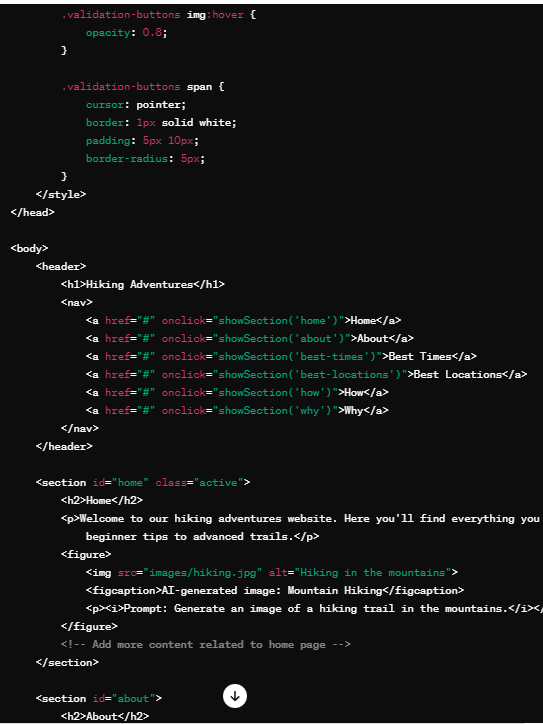 .validation-buttons img:hover {
opacity: 0.8;
}
.validation-buttons span {
cursor: pointer;
border: 1px solid white;
padding: 5px 10px;
border-radius: 5px;
}
</style>
</head>
<body>
<header>
<h1>Hiking Adventures</h1>
<nav>
<a href="#" onclick="showSection('home')">Home</a>
<a href="#" onclick="showSection('about')">About</a>
<a href="#" onclick="showSection('best-times')">Best Times</a>
<a href="#" onclick="showSection('best-locations')">Best Locations</a>
<a href="#" onclick="showSection('how')">How</a>
<a href="#" onclick="showSection('why')">Why</a>
</nav>
</header>
<section id="home" class="active">
<h2>Home</h2>
<p>Welcome to our hiking adventures website. Here you'll find everything you
beginner tips to advanced trails.</p>
<figure>
<img src="images/hiking.jpg" alt="Hiking in the mountains">
<figcaption>AI-generated image: Mountain Hiking</figcaption>
<p><i>Prompt: Generate an image of a hiking trail in the mountains.</i></
</figure>
<!-- Add more content related to home page -->
</section>
<section id="about">
<h2>About</h2>